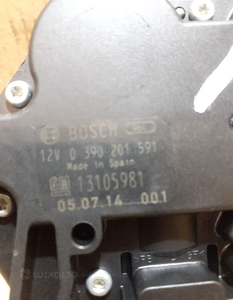 BOSCH
12V 0 390 201 591
Made in Spain
GM 13105981
05.07.14 001